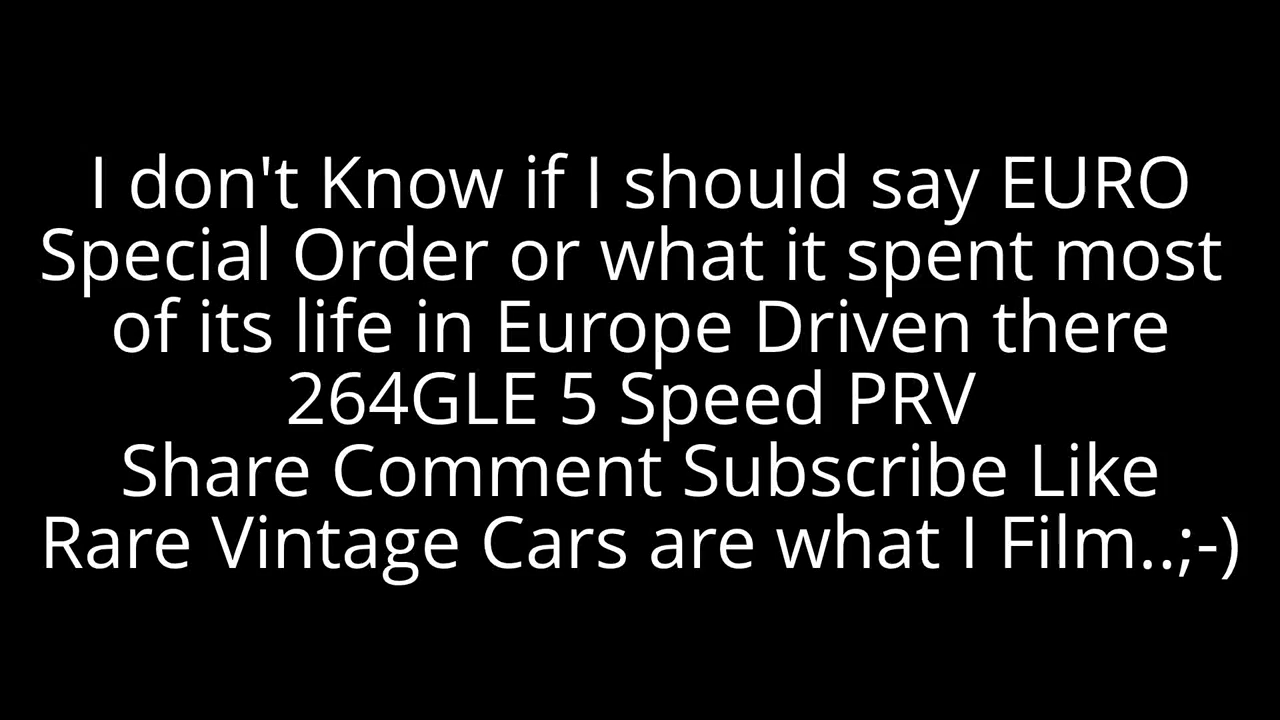 I don't Know if I should say EURO
Special Order or what it spent most
of its life in Europe Driven there
264GLE 5 Speed PRV
Share Comment Subscribe Like
Rare Vintage Cars are what I Film..;-)